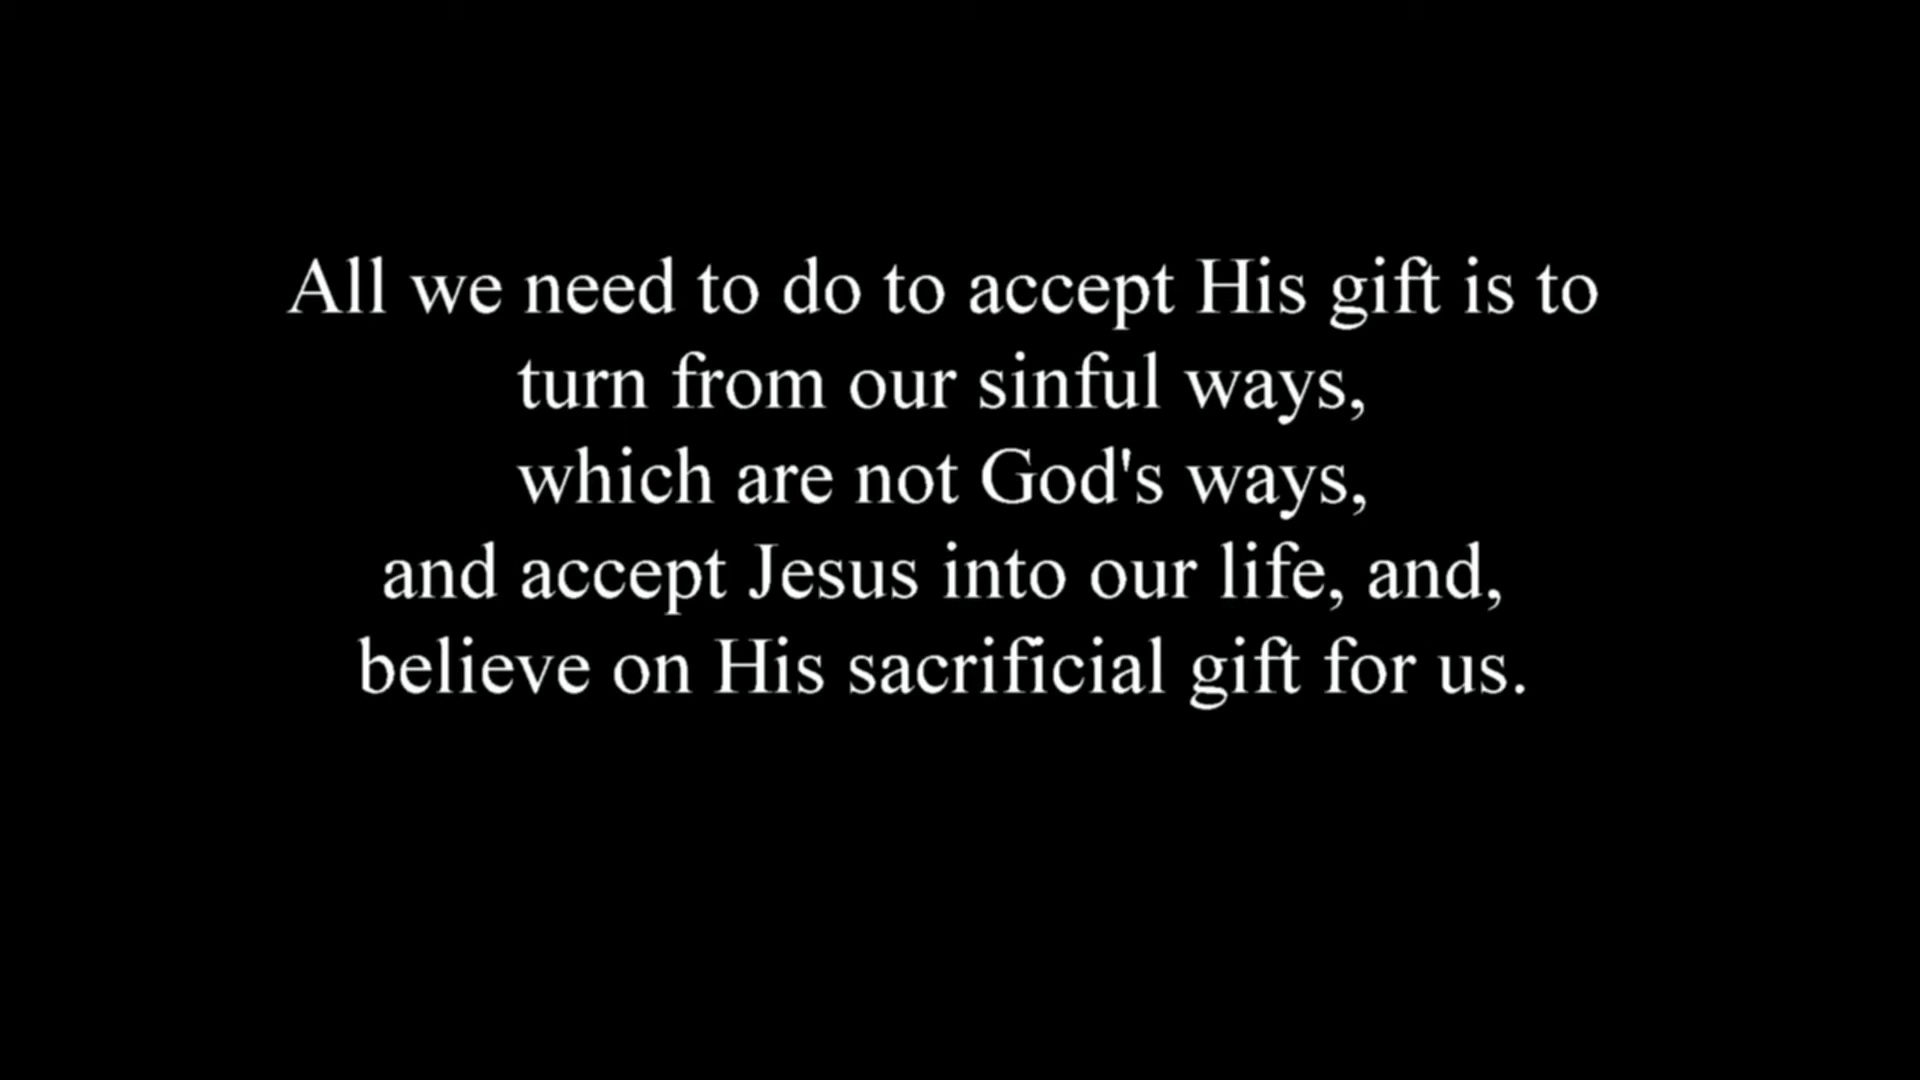 All we need to do to accept His gift is to
turn from our sinful ways,
which are not God's ways,
and accept Jesus into our life, and,
believe on His sacrificial gift for us.